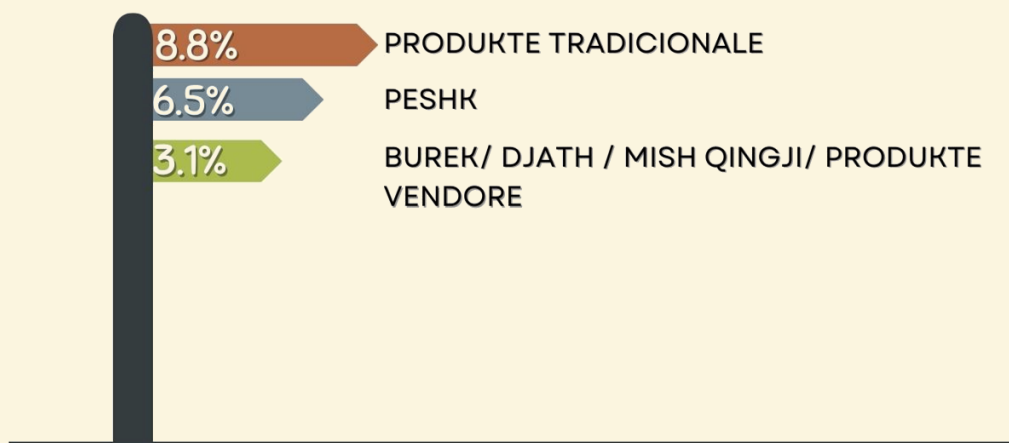 8.8% PRODUKTE TRADICIONALE
6.5% PESHK
3.1% BUREK/ DJATH / MISH QINGJI/ PRODUKTE
VENDORE